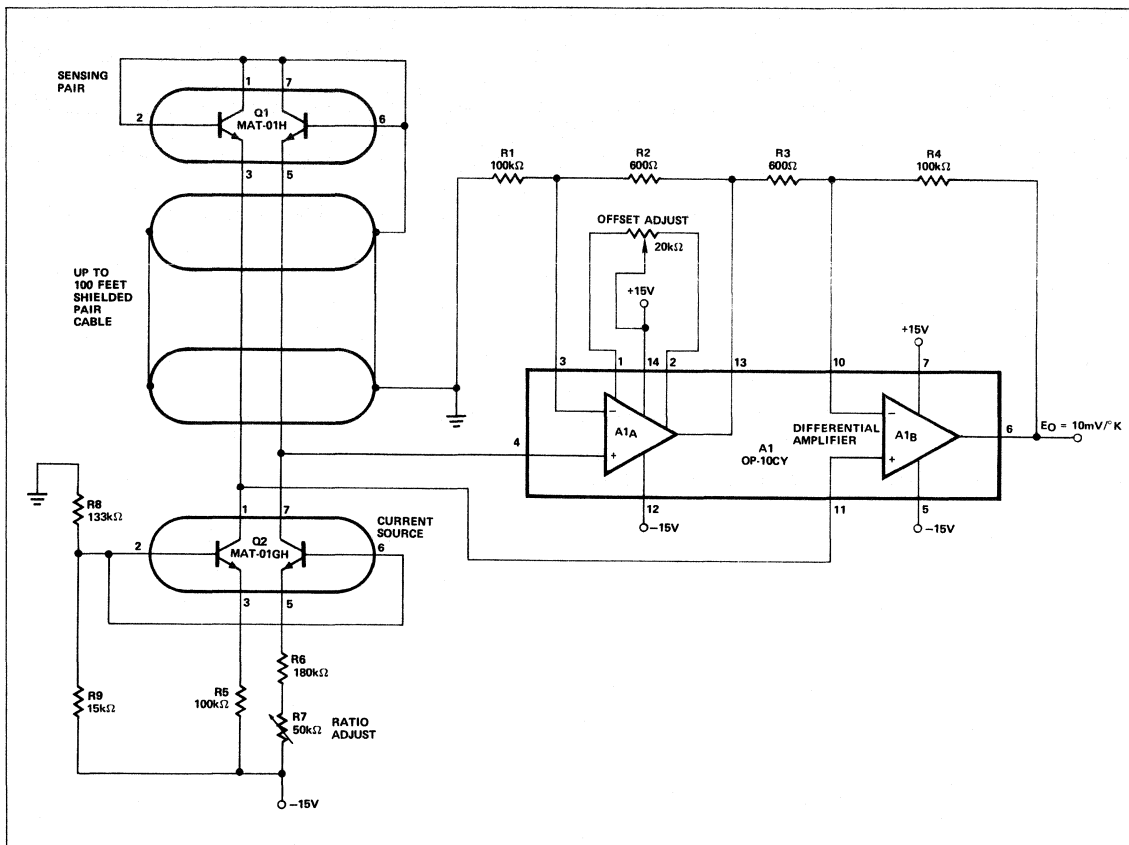 SENSING
PAIR
1
7
2
Q1
MAT-01H
6
3
5
UP TO
100 FEET
SHIELDED
PAIR
CABLE
R1
100kΩ
R2
600Ω
R3
600Ω
R4
100kΩ
OFFSET ADJUST
20kΩ
+15V
+15V
3
1
14
2
13
10
7
4
A1A
DIFFERENTIAL
AMPLIFIER
A1
OP-10CY
A1B
6
EO = 10mV/°K
12
11
5
−15V
−15V
R8
133kΩ
1
7
CURRENT
SOURCE
2
Q2
MAT-01GH
6
3
5
R9
15kΩ
R5
100kΩ
R6
180kΩ
R7
50kΩ
RATIO
ADJUST
−15V